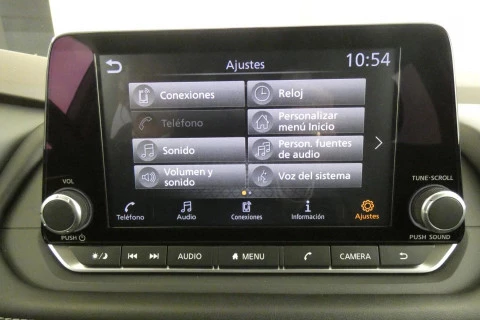 Ajustes
10:54
Conexiones
Reloj
Teléfono
Personalizar
menú Inicio
Sonido
Person. fuentes
de audio
Volumen y
sonido
Voz del sistema
VOL
TUNE·SCROLL
Teléfono
Audio
Conexiones
Información
Ajustes
PUSH
PUSH SOUND
AUDIO
MENU
CAMERA